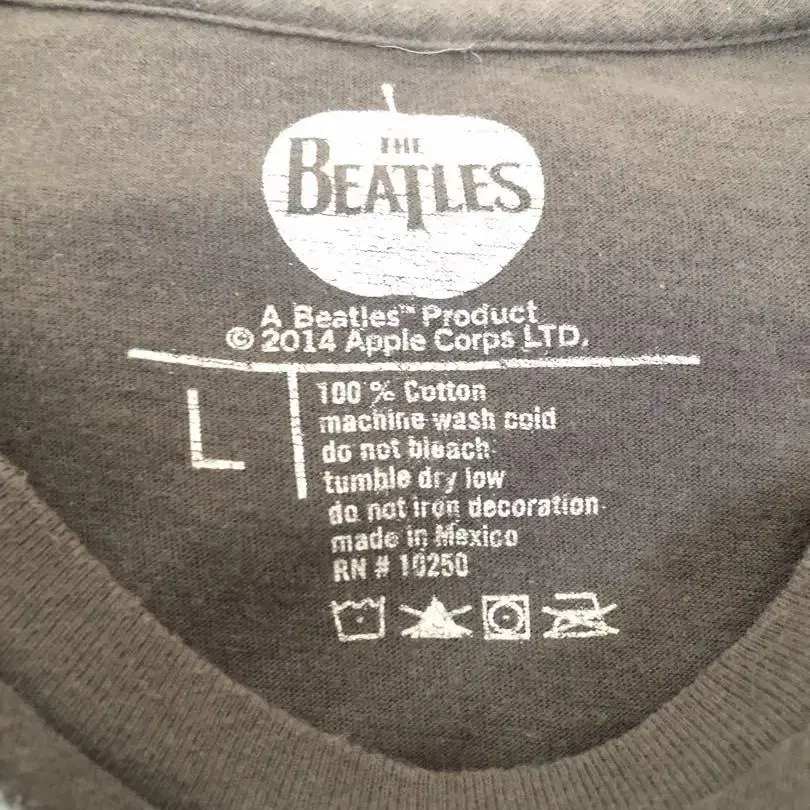 THE
BEATLES
A Beatles™ Product
© 2014 Apple Corps LTD.
L
100 % Cotton
machine wash cold
do not bleach
tumble dry low
do not iron decoration
made in Mexico
RN # 10250